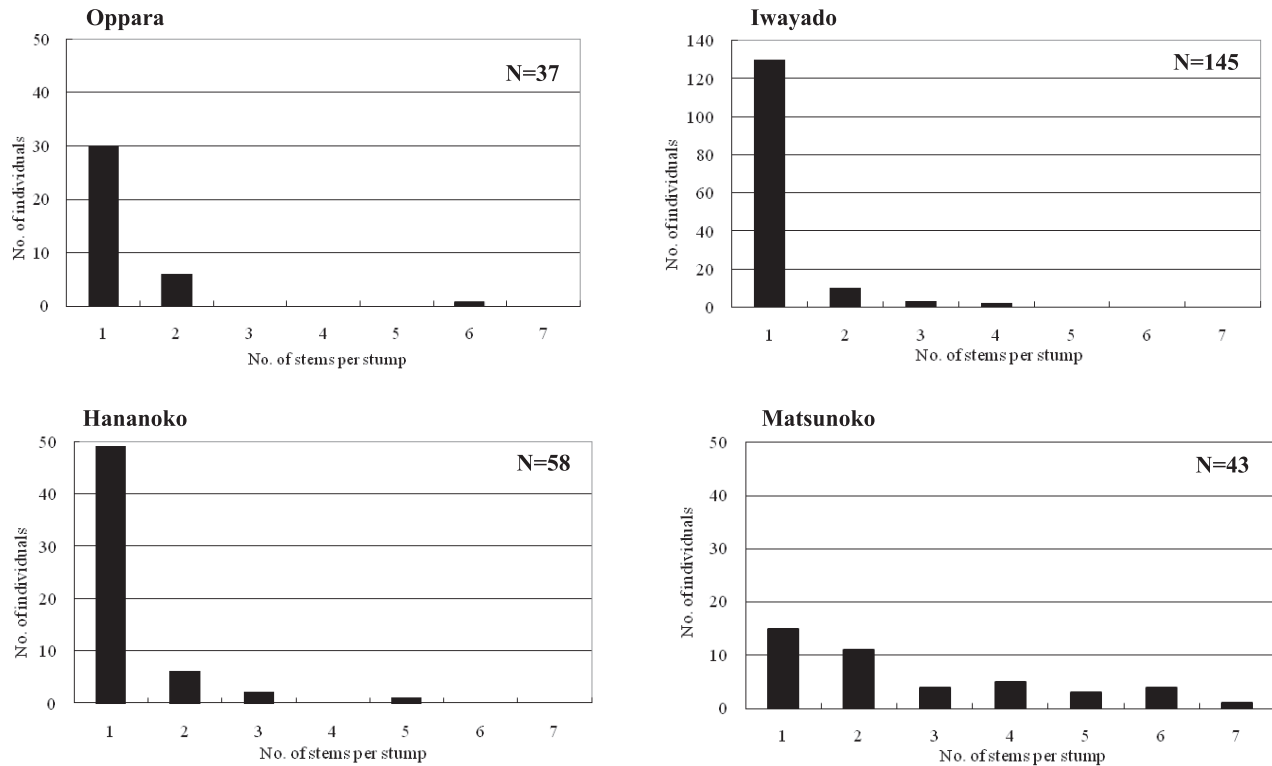 Oppara
N=37
No. of individuals
50
40
30
20
10
0
1 2 3 4 5 6 7
No. of stems per stump
Iwayado
N=145
No. of individuals
140
120
100
80
60
40
20
0
1 2 3 4 5 6 7
No. of stems per stump
Hananoko
N=58
No. of individuals
50
40
30
20
10
0
1 2 3 4 5 6 7
No. of stems per stump
Matsunoko
N=43
No. of individuals
50
40
30
20
10
0
1 2 3 4 5 6 7
No. of stems per stump